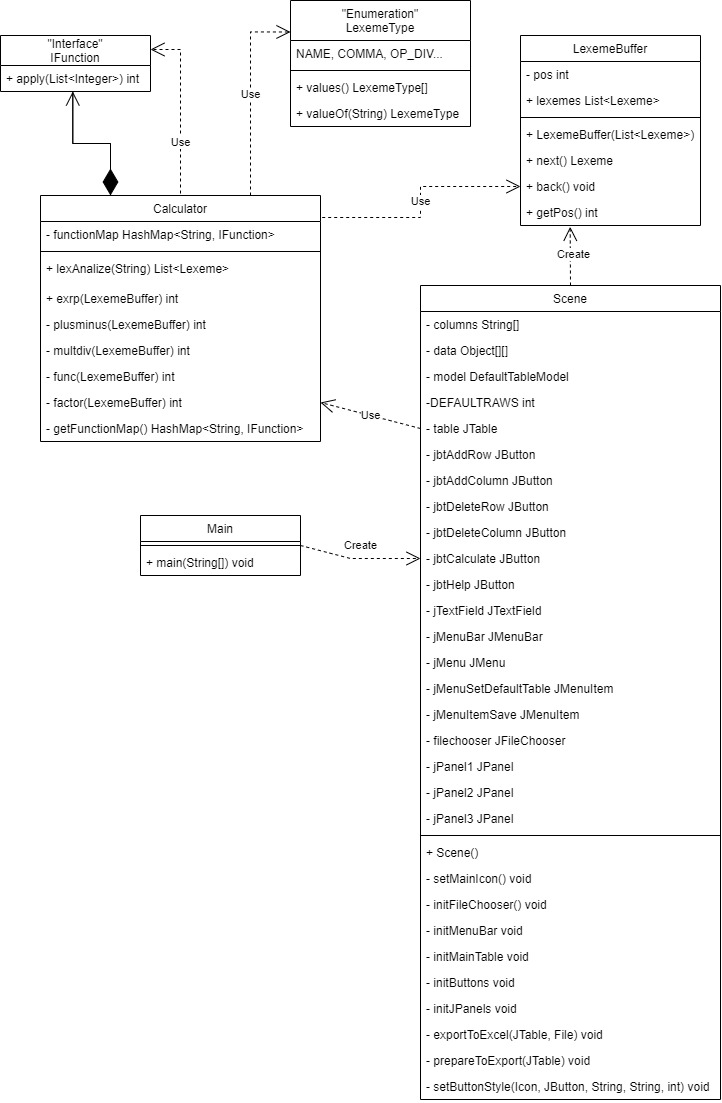 "Interface"
IFunction
+ apply(List<Integer>) int
"Enumeration"
LexemeType
NAME, COMMA, OP_DIV...
+ values() LexemeType[]
+ valueOf(String) LexemeType
LexemeBuffer
- pos int
+ lexemes List<Lexeme>
+ LexemeBuffer(List<Lexeme>)
+ next() Lexeme
+ back() void
+ getPos() int
Use
Use
Use
Create
Calculator
- functionMap HashMap<String, IFunction>
+ lexAnalize(String) List<Lexeme>
+ exrp(LexemeBuffer) int
- plusminus(LexemeBuffer) int
- multdiv(LexemeBuffer) int
- func(LexemeBuffer) int
- factor(LexemeBuffer) int
- getFunctionMap() HashMap<String, IFunction>
Use
Main
+ main(String[]) void
Create
Scene
- columns String[]
- data Object[][]
- model DefaultTableModel
-DEFAULTRAWS int
- table JTable
- jbtAddRow JButton
- jbtAddColumn JButton
- jbtDeleteRow JButton
- jbtDeleteColumn JButton
- jbtCalculate JButton
- jbtHelp JButton
- jTextField JTextField
- jMenuBar JMenuBar
- jMenu JMenu
- jMenuSetDefaultTable JMenuItem
- jMenuItemSave JMenuItem
- filechooser JFileChooser
- jPanel1 JPanel
- jPanel2 JPanel
- jPanel3 JPanel
+ Scene()
- setMainIcon() void
- initFileChooser() void
- initMenuBar void
- initMainTable void
- initButtons void
- initJPanels void
- exportToExcel(JTable, File) void
- prepareToExport(JTable) void
- setButtonStyle(Icon, JButton, String, String, int) void